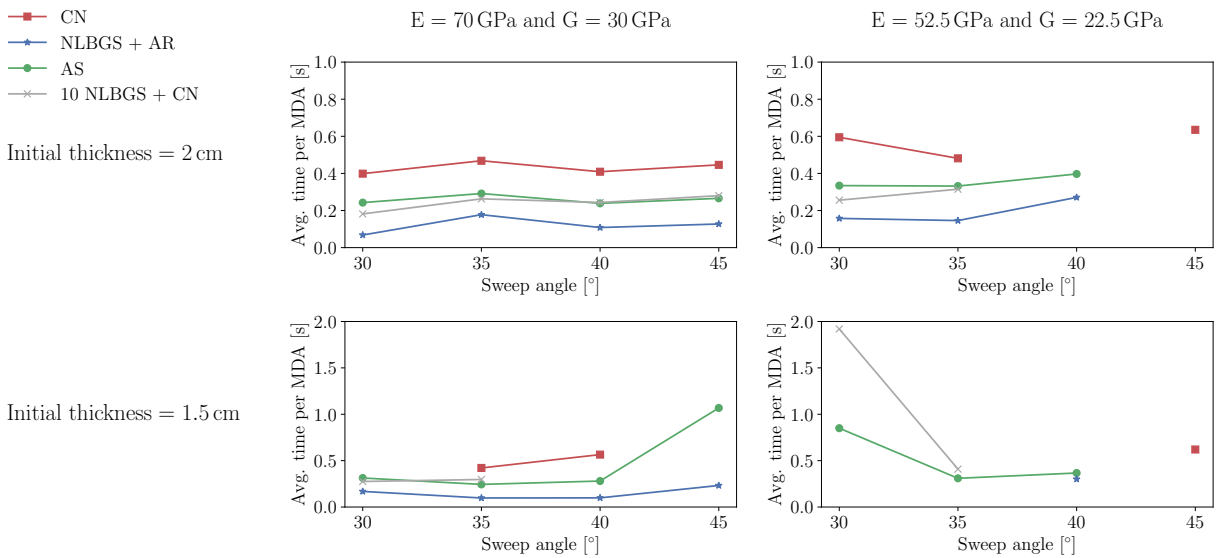 CN
NLBGS + AR
AS
10 NLBGS + CN
E = 70 GPa and G = 30 GPa
E = 52.5 GPa and G = 22.5 GPa
Initial thickness = 2 cm
Avg. time per MDA [s]
1.0
0.8
0.6
0.4
0.2
0.0
30 35 40 45
Sweep angle [°]
Avg. time per MDA [s]
1.0
0.8
0.6
0.4
0.2
0.0
30 35 40 45
Sweep angle [°]
Initial thickness = 1.5 cm
Avg. time per MDA [s]
2.0
1.5
1.0
0.5
0.0
30 35 40 45
Sweep angle [°]
Avg. time per MDA [s]
2.0
1.5
1.0
0.5
0.0
30 35 40 45
Sweep angle [°]